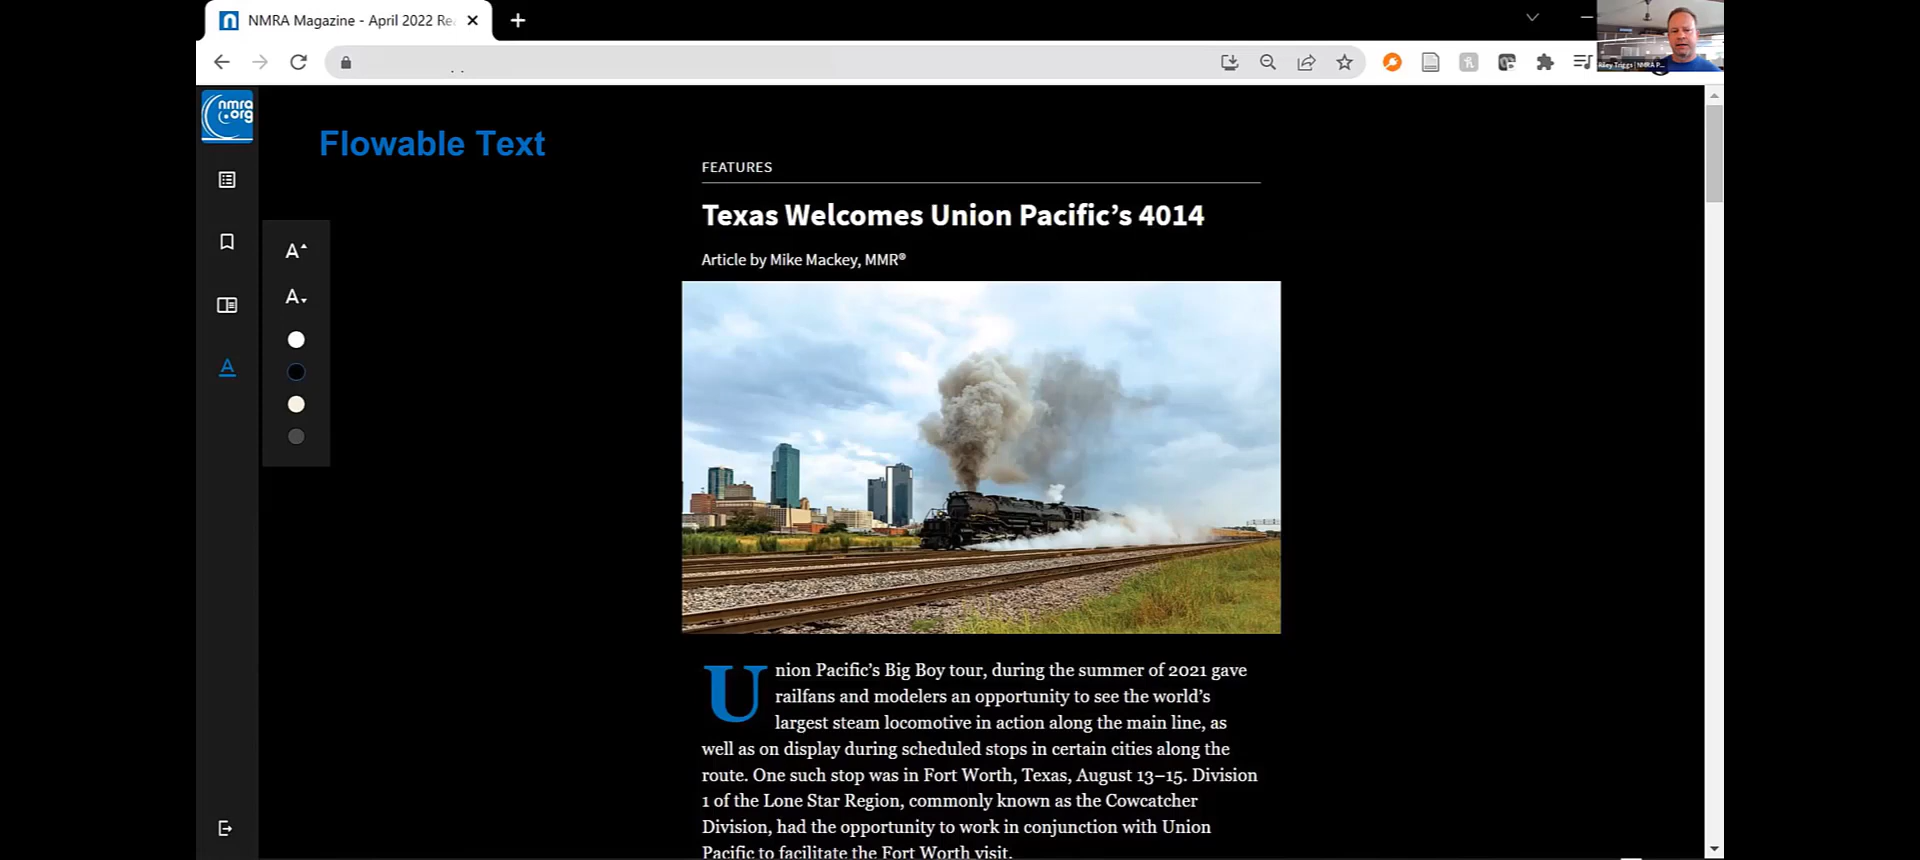 NMRA Magazine - April 2022 Re
nmra
.org
Flowable Text
FEATURES
Texas Welcomes Union Pacific's 4014
Article by Mike Mackey, MMR®
A
A
A
Union Pacific's Big Boy tour, during the summer of 2021 gave
railfans and modelers an opportunity to see the world's
largest steam locomotive in action along the main line, as
well as on display during scheduled stops in certain cities along the
route. One such stop was in Fort Worth, Texas, August 13–15. Division
1 of the Lone Star Region, commonly known as the Cowcatcher
Division, had the opportunity to work in conjunction with Union
Pacific to facilitate the Fort Worth visit.